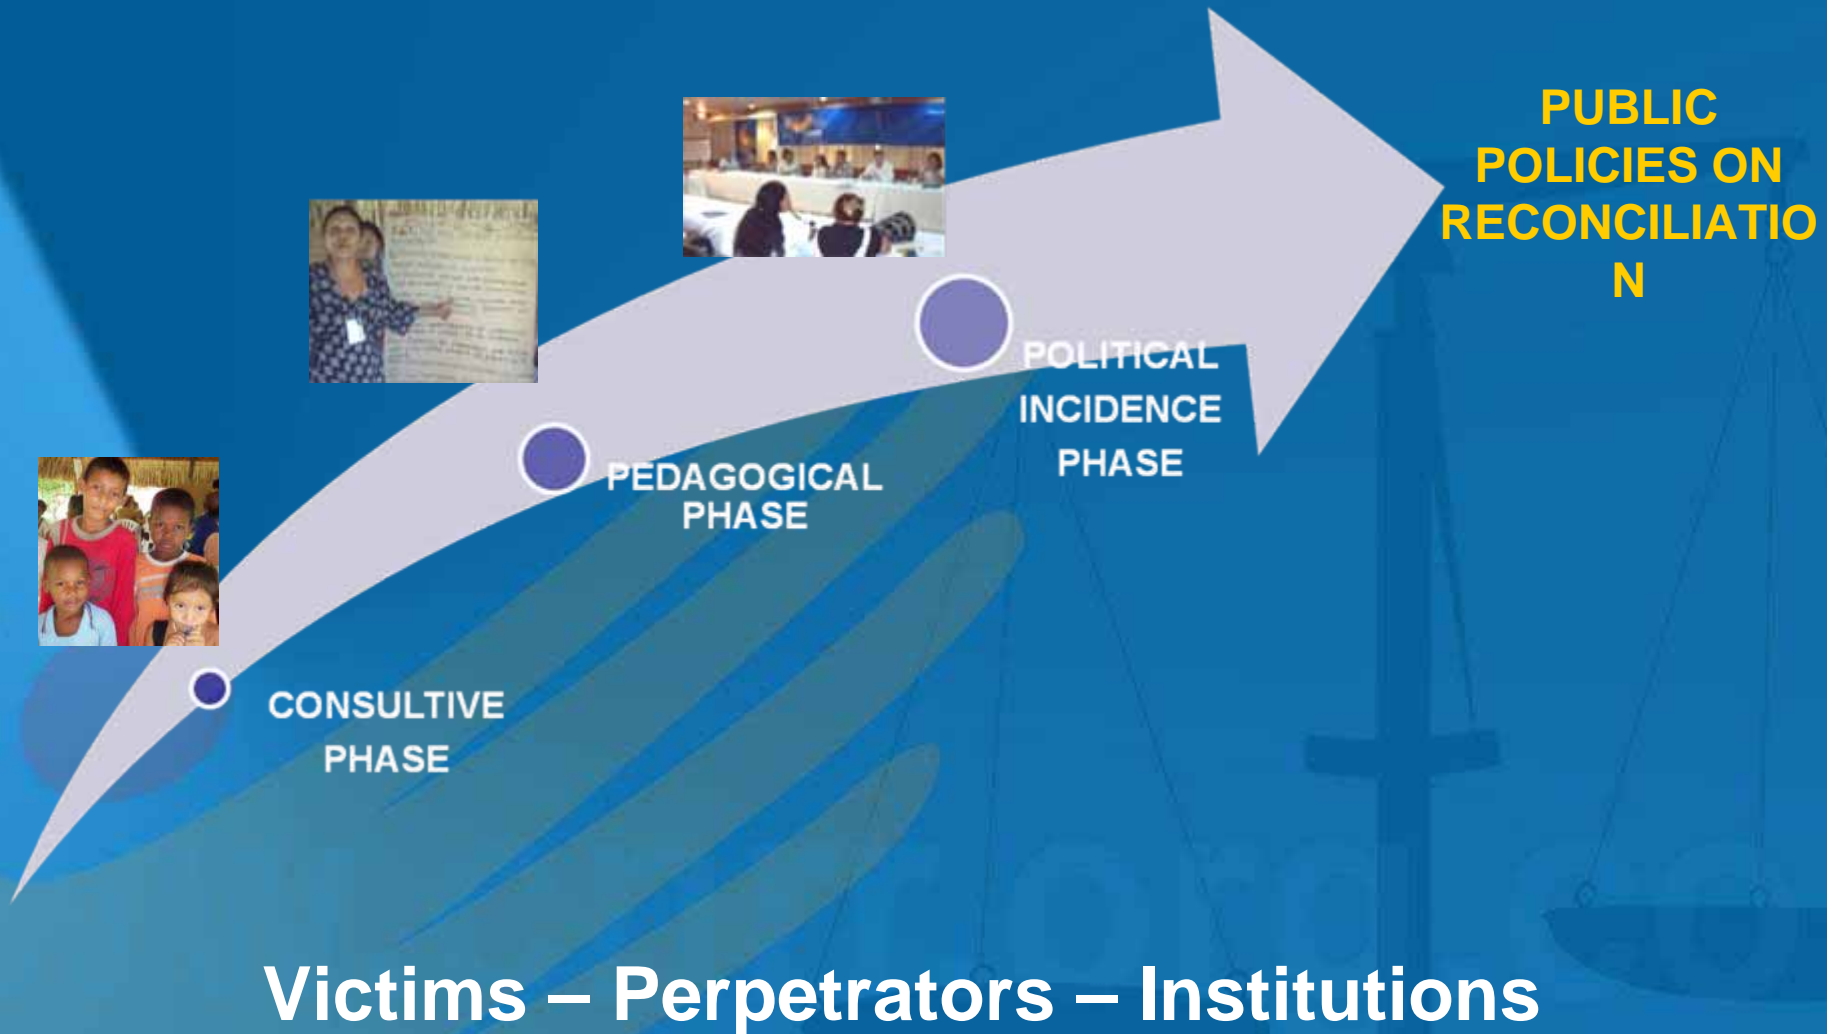 PUBLIC
POLICIES ON
RECONCILIATIO
N
POLITICAL
INCIDENCE
PHASE
PEDAGOGICAL
PHASE
CONSULTIVE
PHASE
Victims – Perpetrators – Institutions